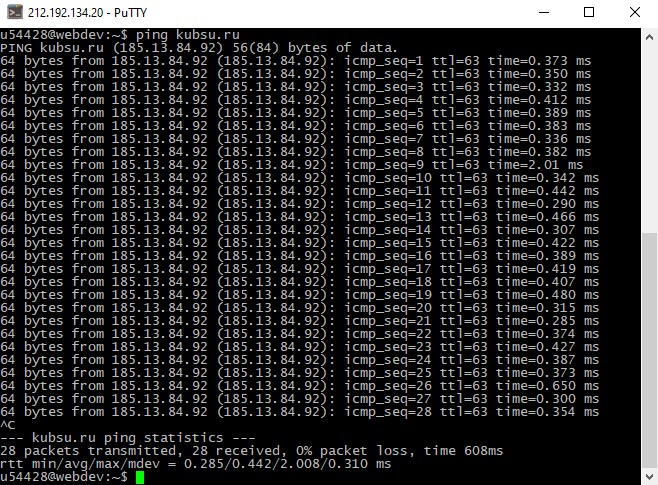 212.192.134.20 - PuTTY
u54428@webdev:~$ ping kubsu.ru
PING kubsu.ru (185.13.84.92) 56(84) bytes of data.
64 bytes from 185.13.84.92 (185.13.84.92): icmp_seq=1 ttl=63 time=0.373 ms
64 bytes from 185.13.84.92 (185.13.84.92): icmp_seq=2 ttl=63 time=0.350 ms
64 bytes from 185.13.84.92 (185.13.84.92): icmp_seq=3 ttl=63 time=0.332 ms
64 bytes from 185.13.84.92 (185.13.84.92): icmp_seq=4 ttl=63 time=0.412 ms
64 bytes from 185.13.84.92 (185.13.84.92): icmp_seq=5 ttl=63 time=0.389 ms
64 bytes from 185.13.84.92 (185.13.84.92): icmp_seq=6 ttl=63 time=0.383 ms
64 bytes from 185.13.84.92 (185.13.84.92): icmp_seq=7 ttl=63 time=0.336 ms
64 bytes from 185.13.84.92 (185.13.84.92): icmp_seq=8 ttl=63 time=0.382 ms
64 bytes from 185.13.84.92 (185.13.84.92): icmp_seq=9 ttl=63 time=2.01 ms
64 bytes from 185.13.84.92 (185.13.84.92): icmp_seq=10 ttl=63 time=0.342 ms
64 bytes from 185.13.84.92 (185.13.84.92): icmp_seq=11 ttl=63 time=0.442 ms
64 bytes from 185.13.84.92 (185.13.84.92): icmp_seq=12 ttl=63 time=0.290 ms
64 bytes from 185.13.84.92 (185.13.84.92): icmp_seq=13 ttl=63 time=0.466 ms
64 bytes from 185.13.84.92 (185.13.84.92): icmp_seq=14 ttl=63 time=0.307 ms
64 bytes from 185.13.84.92 (185.13.84.92): icmp_seq=15 ttl=63 time=0.422 ms
64 bytes from 185.13.84.92 (185.13.84.92): icmp_seq=16 ttl=63 time=0.389 ms
64 bytes from 185.13.84.92 (185.13.84.92): icmp_seq=17 ttl=63 time=0.419 ms
64 bytes from 185.13.84.92 (185.13.84.92): icmp_seq=18 ttl=63 time=0.407 ms
64 bytes from 185.13.84.92 (185.13.84.92): icmp_seq=19 ttl=63 time=0.480 ms
64 bytes from 185.13.84.92 (185.13.84.92): icmp_seq=20 ttl=63 time=0.315 ms
64 bytes from 185.13.84.92 (185.13.84.92): icmp_seq=21 ttl=63 time=0.285 ms
64 bytes from 185.13.84.92 (185.13.84.92): icmp_seq=22 ttl=63 time=0.374 ms
64 bytes from 185.13.84.92 (185.13.84.92): icmp_seq=23 ttl=63 time=0.427 ms
64 bytes from 185.13.84.92 (185.13.84.92): icmp_seq=24 ttl=63 time=0.387 ms
64 bytes from 185.13.84.92 (185.13.84.92): icmp_seq=25 ttl=63 time=0.373 ms
64 bytes from 185.13.84.92 (185.13.84.92): icmp_seq=26 ttl=63 time=0.650 ms
64 bytes from 185.13.84.92 (185.13.84.92): icmp_seq=27 ttl=63 time=0.300 ms
64 bytes from 185.13.84.92 (185.13.84.92): icmp_seq=28 ttl=63 time=0.354 ms
^C
--- kubsu.ru ping statistics ---
28 packets transmitted, 28 received, 0% packet loss, time 608ms
rtt min/avg/max/mdev = 0.285/0.442/2.008/0.310 ms
u54428@webdev:~$